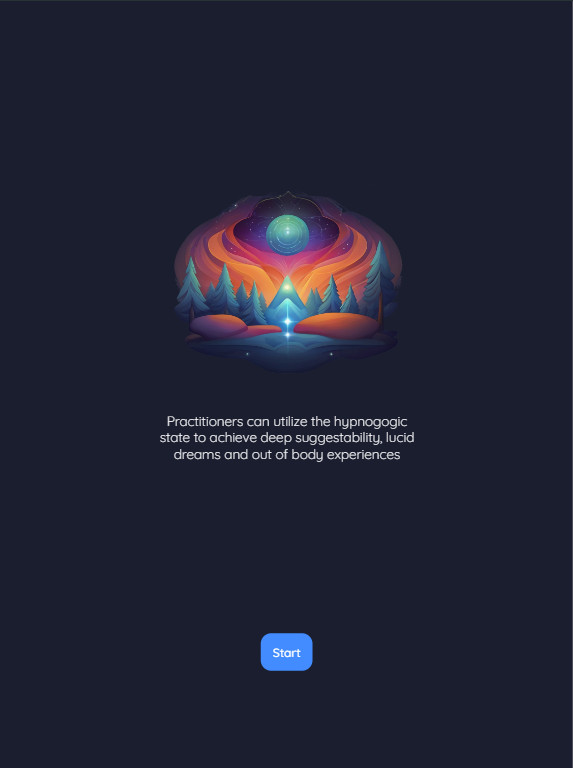 Practitioners can utilize the hypnogogic
state to achieve deep suggestability, lucid
dreams and out of body experiences
Start